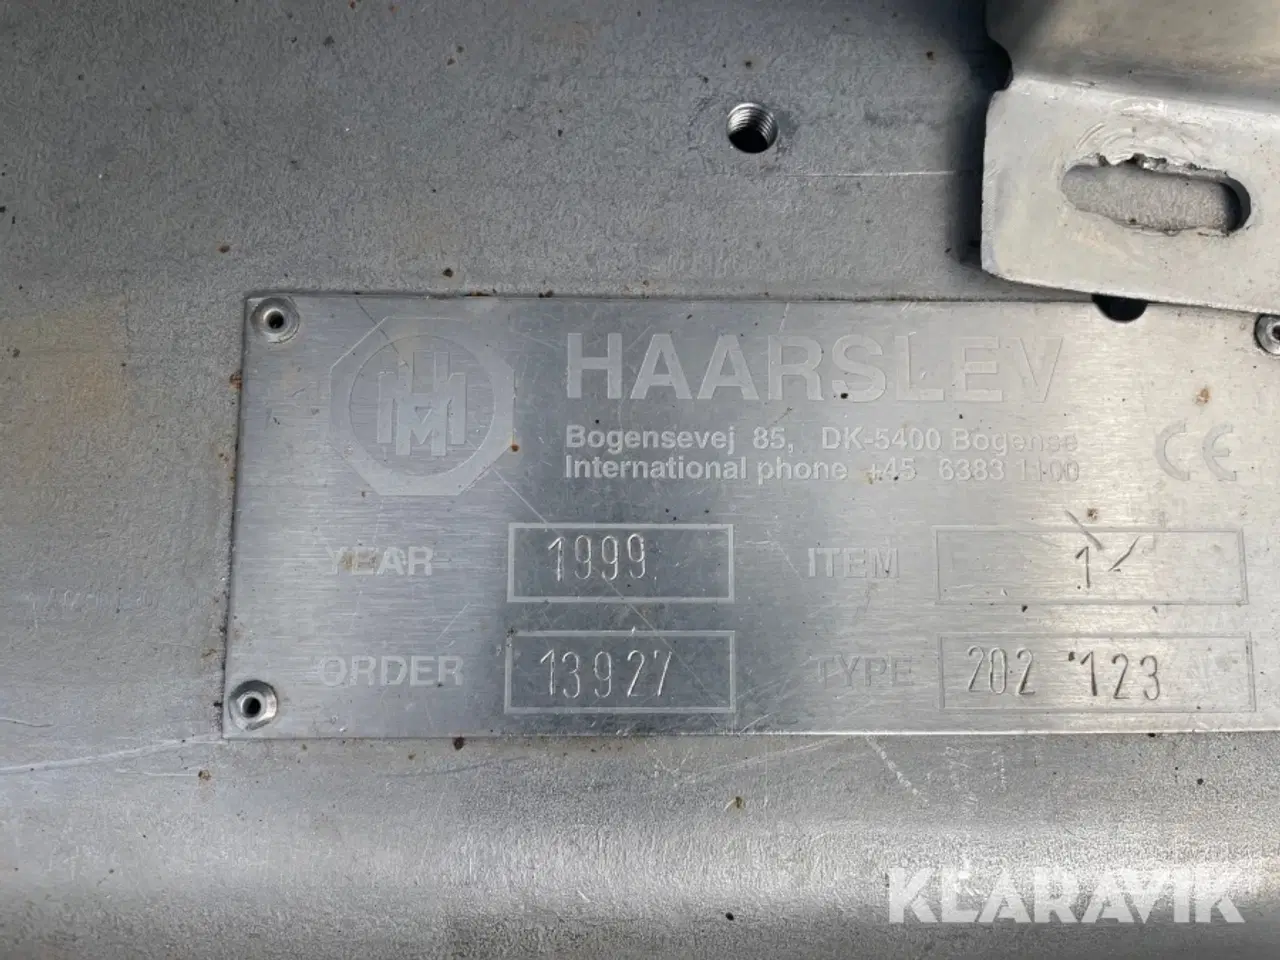 HM
HAARSLEV
Bogensevej 85, DK-5400 Bogense
International phone +45 6383 1100
CE
YEAR 1999 ITEM 1
ORDER 13927 TYPE 202 123
KLARAVIK